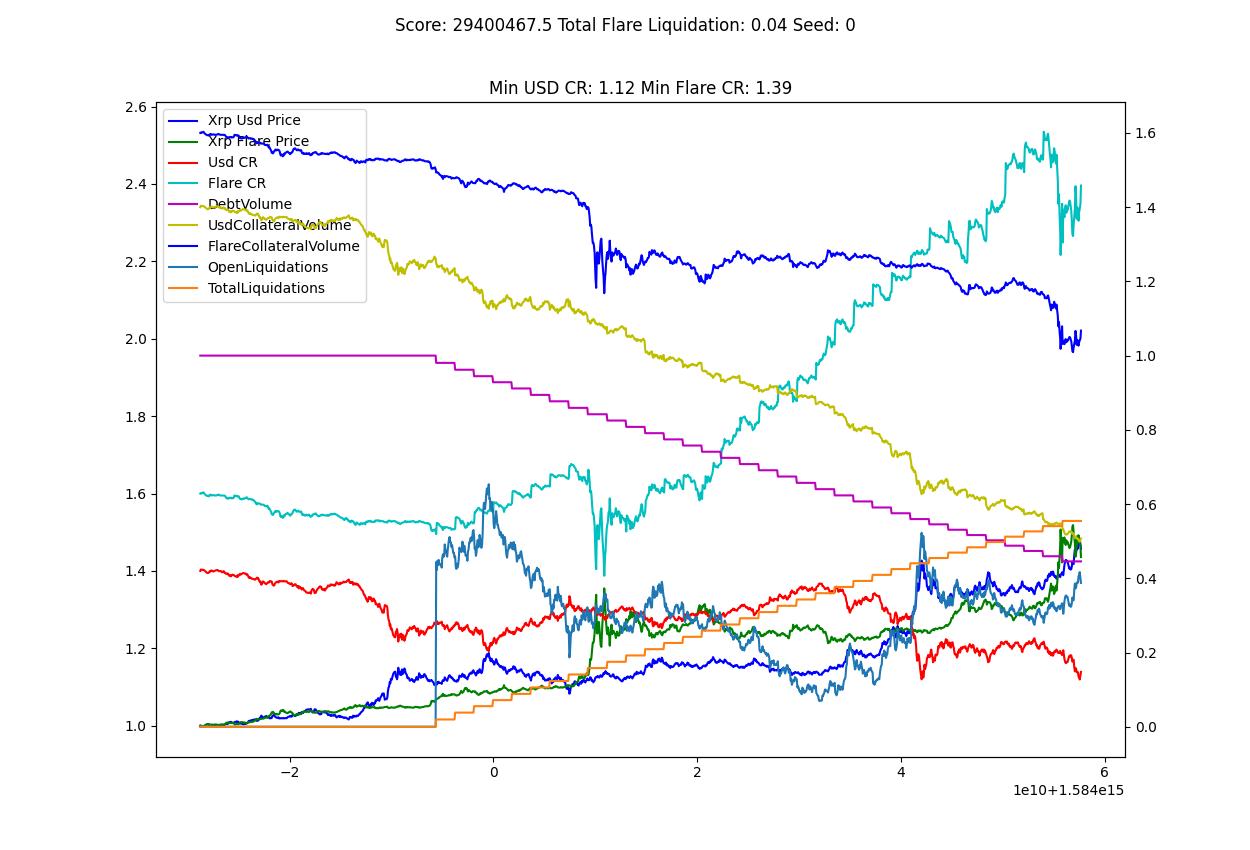 Score: 29400467.5 Total Flare Liquidation: 0.04 Seed: 0
Min USD CR: 1.12 Min Flare CR: 1.39
2.6
2.4
2.2
2.0
1.8
1.6
1.4
1.2
1.0
Xrp Usd Price
Xrp Flare Price
Usd CR
Flare CR
DebtVolume
UsdCollateralVolume
FlareCollateralVolume
OpenLiquidations
TotalLiquidations
1.6
1.4
1.2
1.0
0.8
0.6
0.4
0.2
0.0
−2 0 2 4 6
1e10+1.584e15